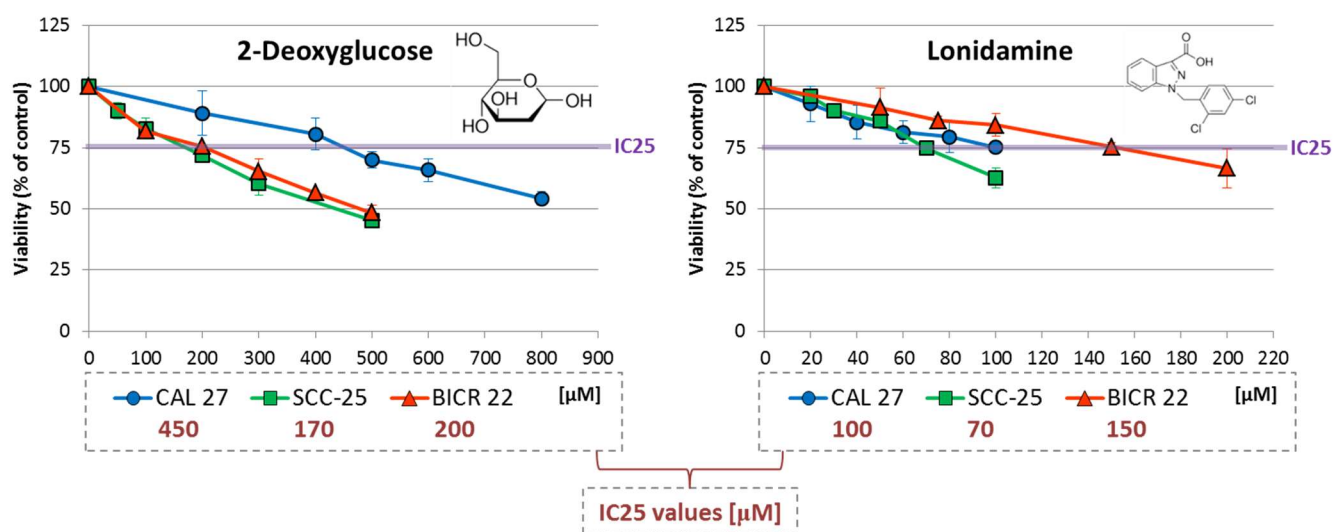 2-Deoxyglucose
Viability (% of control)
125
100
75
50
25
0
0 100 200 300 400 500 600 700 800 900
HO
HO
OH
OH
HO
IC25
CAL 27 SCC-25 BICR 22 [µM]
450 170 200
Lonidamine
Viability (% of control)
125
100
75
50
25
0
0 20 40 60 80 100 120 140 160 180 200 220
O
OH
N
N
Cl
Cl
IC25
CAL 27 SCC-25 BICR 22 [µM]
100 70 150
IC25 values [µM]